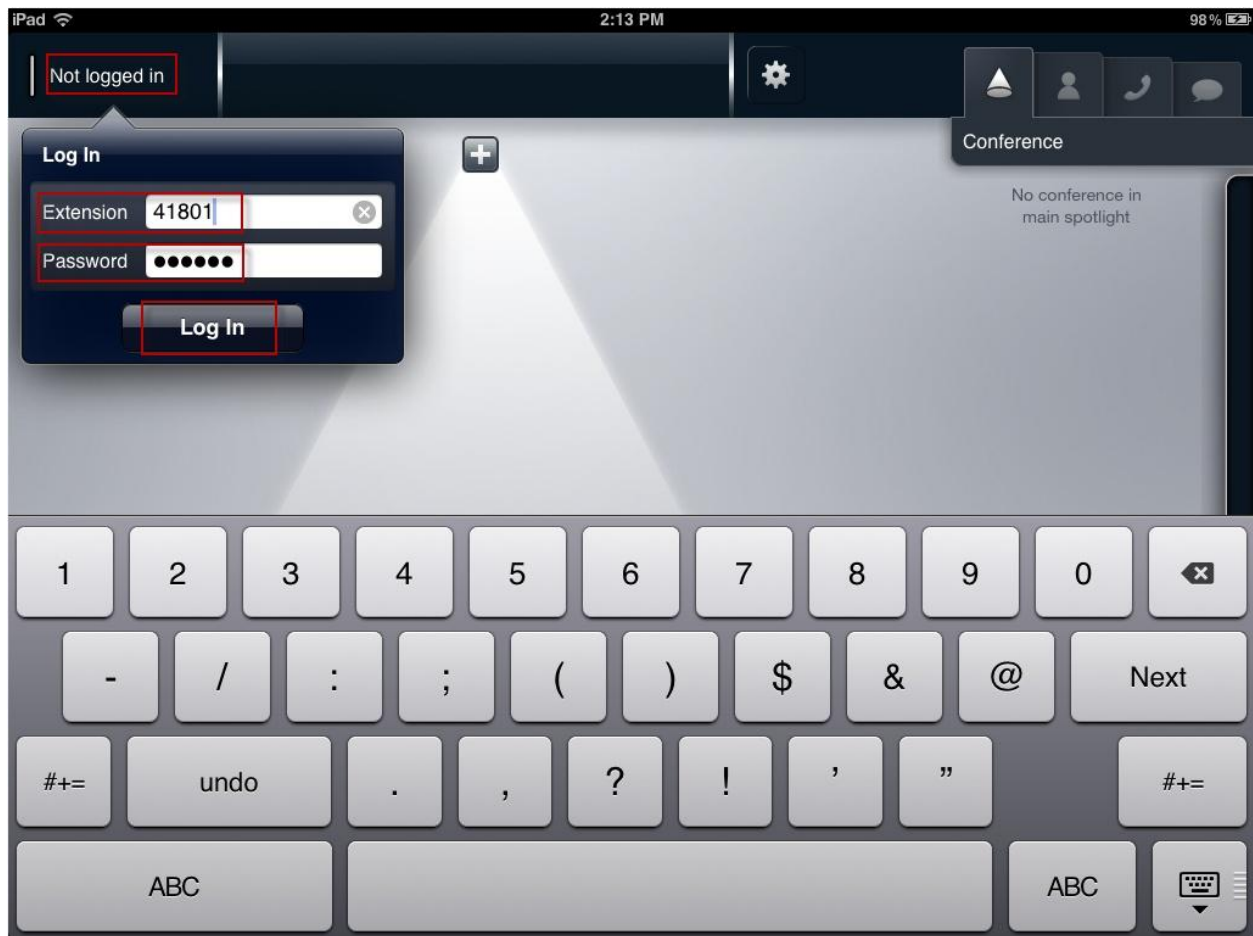 iPad 2:13 PM 98%
Not logged in
Conference
Log In
No conference in
main spotlight
Extension 41801
Password ●●●●●●
Log In
1 2 3 4 5 6 7 8 9 0
- / : ; ( ) $ & @ Next
#+= undo . , ? ! ’ ” #+=
ABC ABC